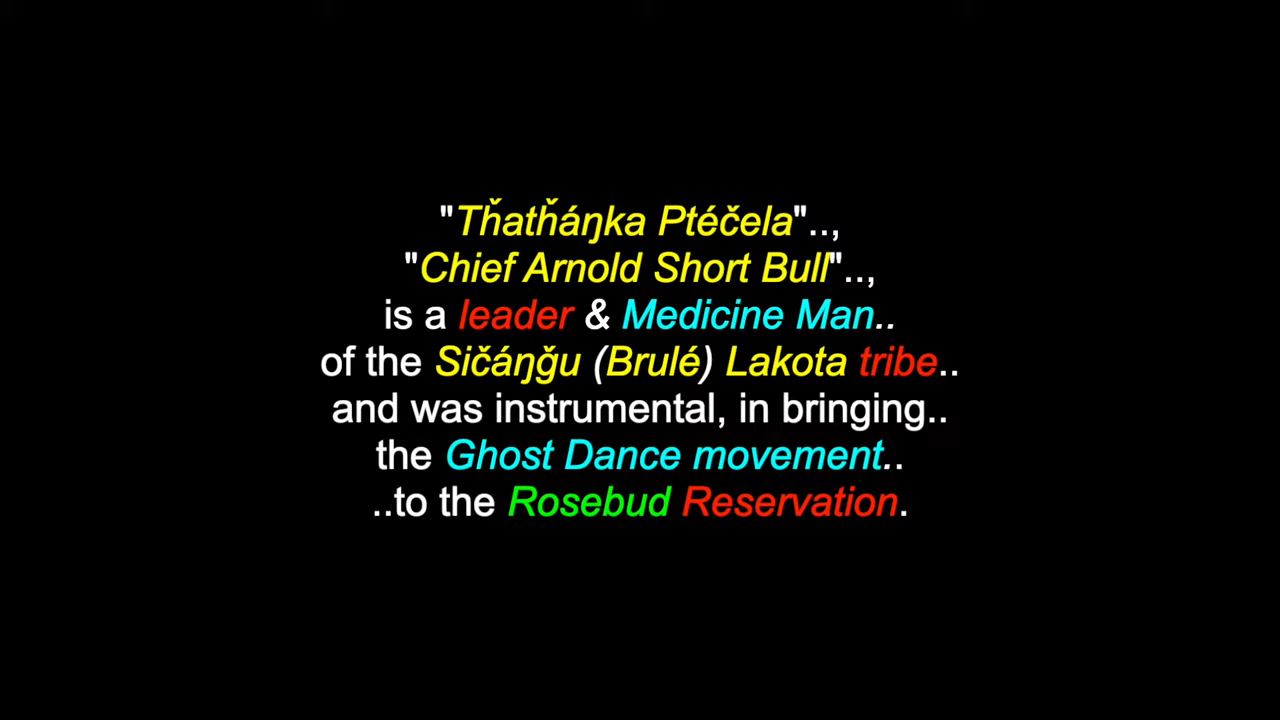 "Tȟatȟáŋka Ptéčela"..,
"Chief Arnold Short Bull"..,
is a leader & Medicine Man..
of the Sičáŋǧu (Brulé) Lakota tribe..
and was instrumental, in bringing..
the Ghost Dance movement..
..to the Rosebud Reservation.